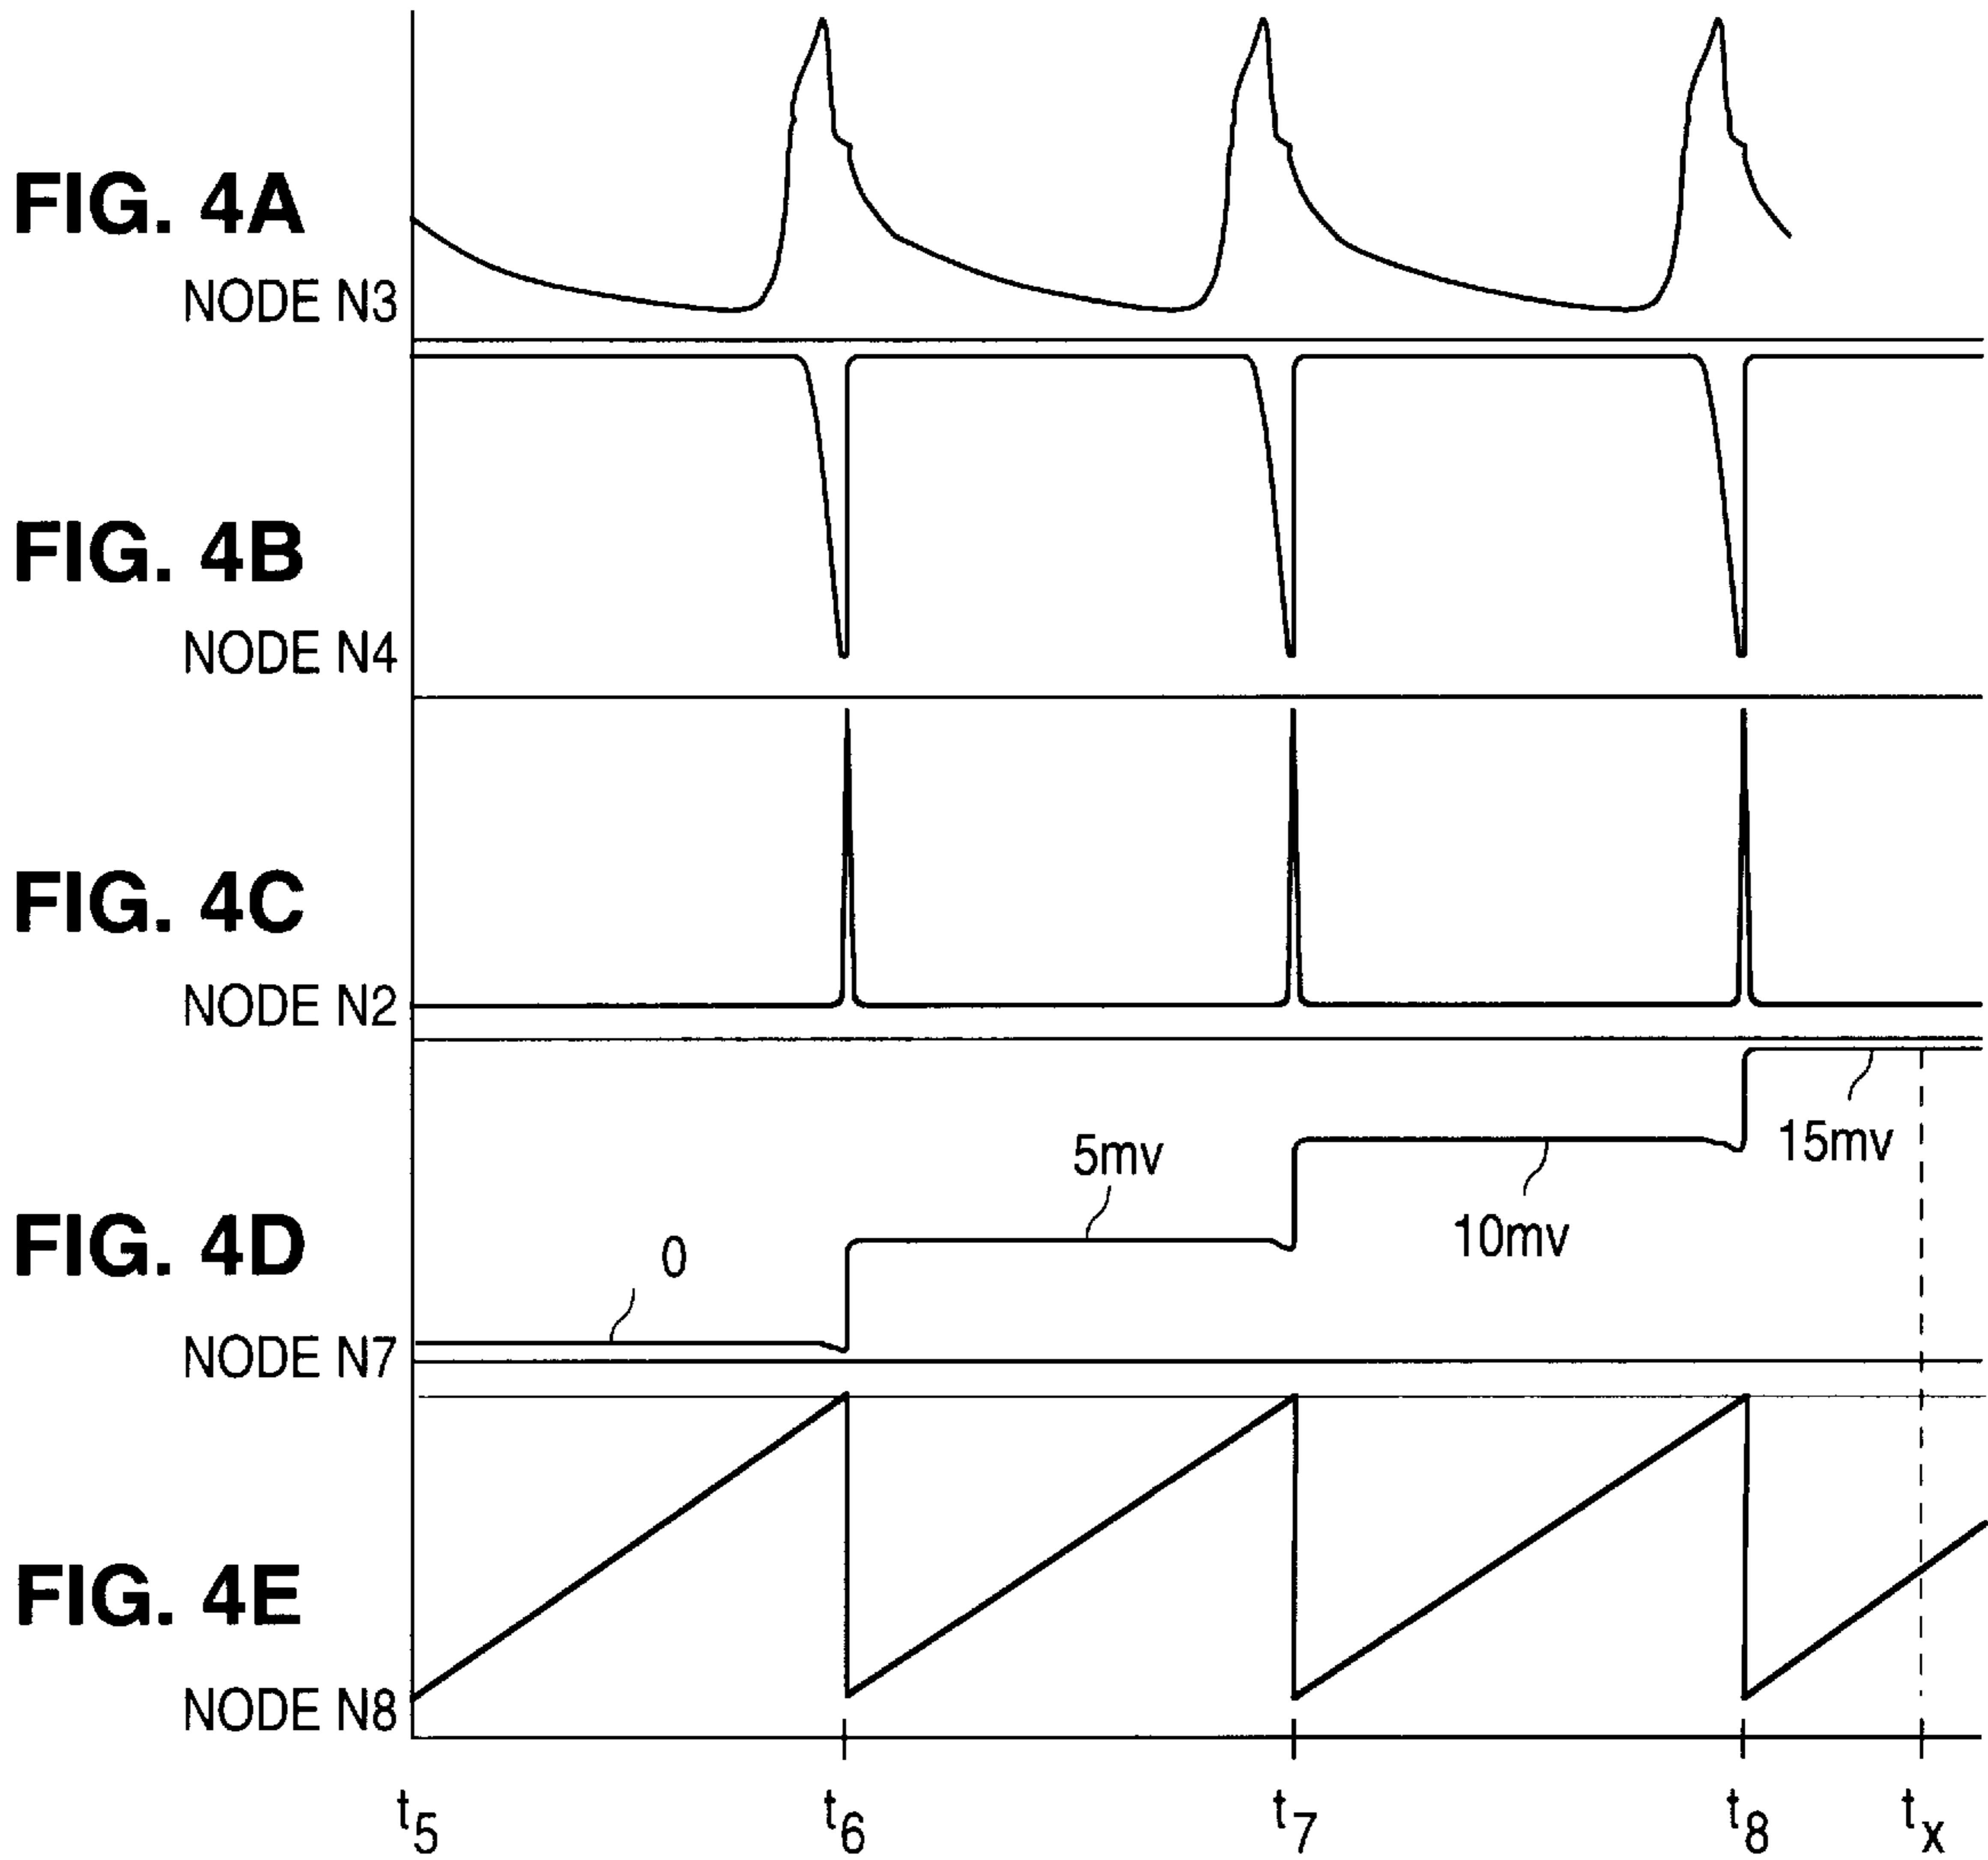 FIG. 4A
NODE N3
FIG. 4B
NODE N4
FIG. 4C
NODE N2
5mv
15mv
10mv
FIG. 4D
0
NODE N7
FIG. 4E
NODE N8
t5 t6 t7 t8 tx